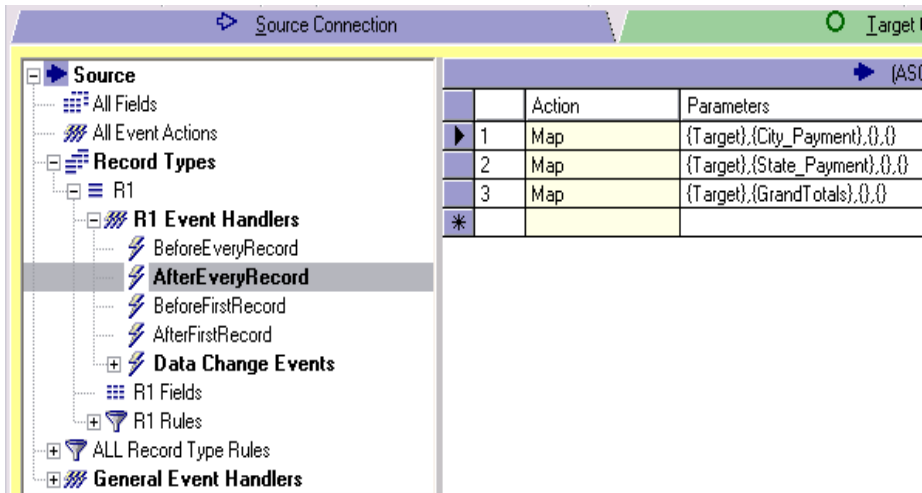 Source Connection
Target
Source
All Fields
All Event Actions
Record Types
R1
R1 Event Handlers
BeforeEveryRecord
AfterEveryRecord
BeforeFirstRecord
AfterFirstRecord
Data Change Events
R1 Fields
R1 Rules
ALL Record Type Rules
General Event Handlers
(ASC
Action Parameters
1 Map {Target},{City_Payment},{},{}
2 Map {Target},{State_Payment},{},{}
3 Map {Target},{GrandTotals},{},{}